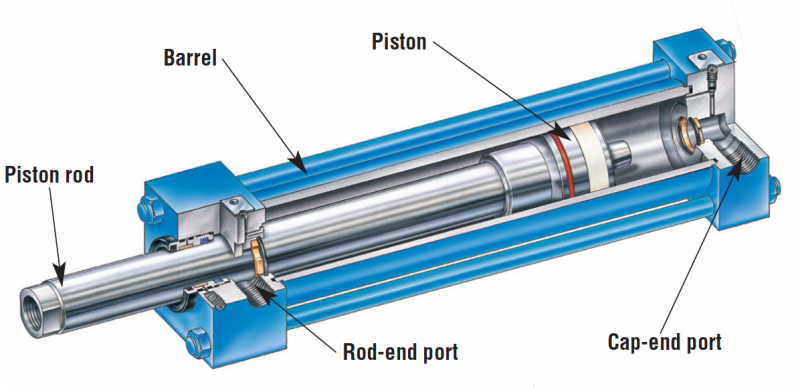 Piston
Barrel
Piston rod
Rod-end port
Cap-end port